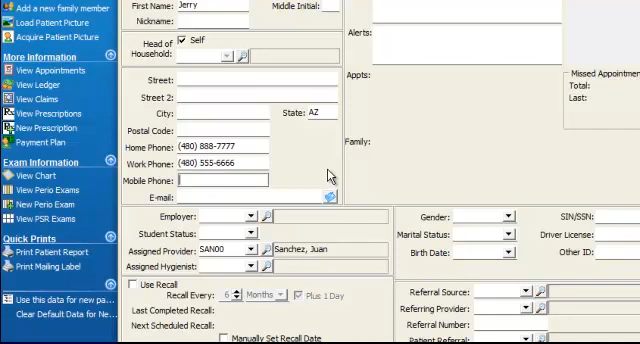 Add a new family member
Load Patient Picture
Acquire Patient Picture
More Information
View Appointments
View Ledger
View Claims
View Prescriptions
New Prescription
Payment Plan
Exam Information
View Chart
View Perio Exams
New Perio Exam
View PSR Exams
Quick Prints
Print Patient Report
Print Mailing Label
Use this data for new pa...
Clear Default Data for Ne...
First Name: Jerry
Middle Initial:
Nickname:
Head of
Household:
Self
Street:
Street 2:
City:
State: AZ
Postal Code:
Home Phone: (480) 888-7777
Work Phone: (480) 555-6666
Mobile Phone:
E-mail:
Alerts:
Appts:
Missed Appointmen
Total:
Last:
Family:
Employer:
Student Status:
Assigned Provider: SAN00 Sanchez, Juan
Assigned Hygienist:
Gender:
SIN/SSN:
Marital Status:
Driver License:
Birth Date:
Other ID:
Use Recall
Recall Every: 6 Months Plus 1 Day
Last Completed Recall:
Next Scheduled Recall:
Manually Set Recall Date
Referral Source:
Referring Provider:
Referral Number:
Patient Referral: